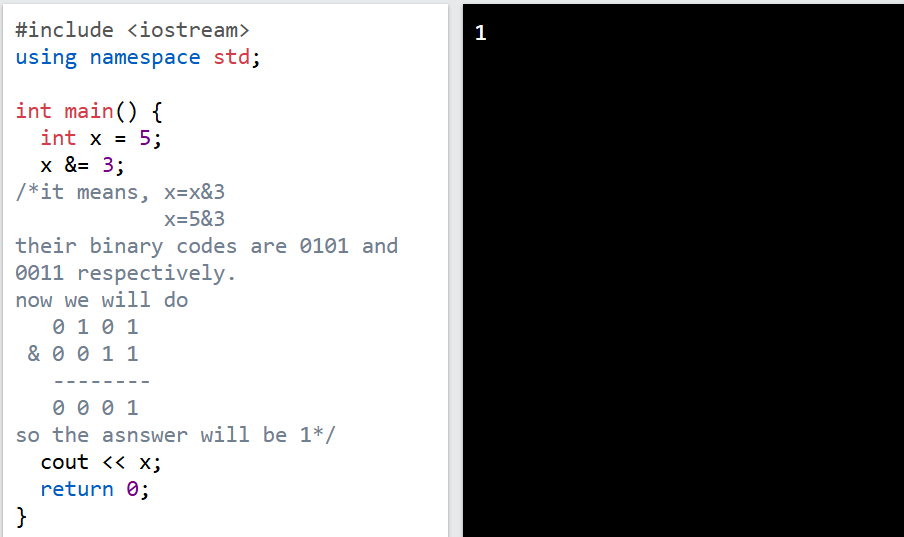 #include <iostream>
using namespace std;
int main() {
int x = 5;
x &= 3;
/*it means, x=x&3
x=5&3
their binary codes are 0101 and
0011 respectively.
now we will do
0 1 0 1
& 0 0 1 1
--------
0 0 0 1
so the asnswer will be 1*/
cout << x;
return 0;
}
1